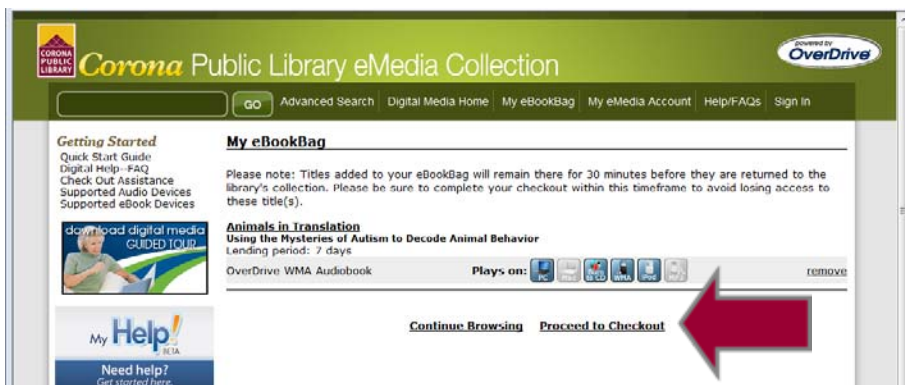 CORONA
PUBLIC
LIBRARY
Corona Public Library eMedia Collection
powered by
OverDrive
GO Advanced Search Digital Media Home My eBookBag My eMedia Account Help/FAQs Sign In
Getting Started
Quick Start Guide
Digital Help--FAQ
Check Out Assistance
Supported Audio Devices
Supported eBook Devices
download digital media
GUIDED TOUR
My Help!
BETA
Need help?
Get started here.
My eBookBag
Please note: Titles added to your eBookBag will remain there for 30 minutes before they are returned to the
library's collection. Please be sure to complete your checkout within this timeframe to avoid losing access to
these title(s).
Animals in Translation
Using the Mysteries of Autism to Decode Animal Behavior
Lending period: 7 days
OverDrive WMA Audiobook Plays on: PC to CD WMA iPod remove
Continue Browsing Proceed to Checkout